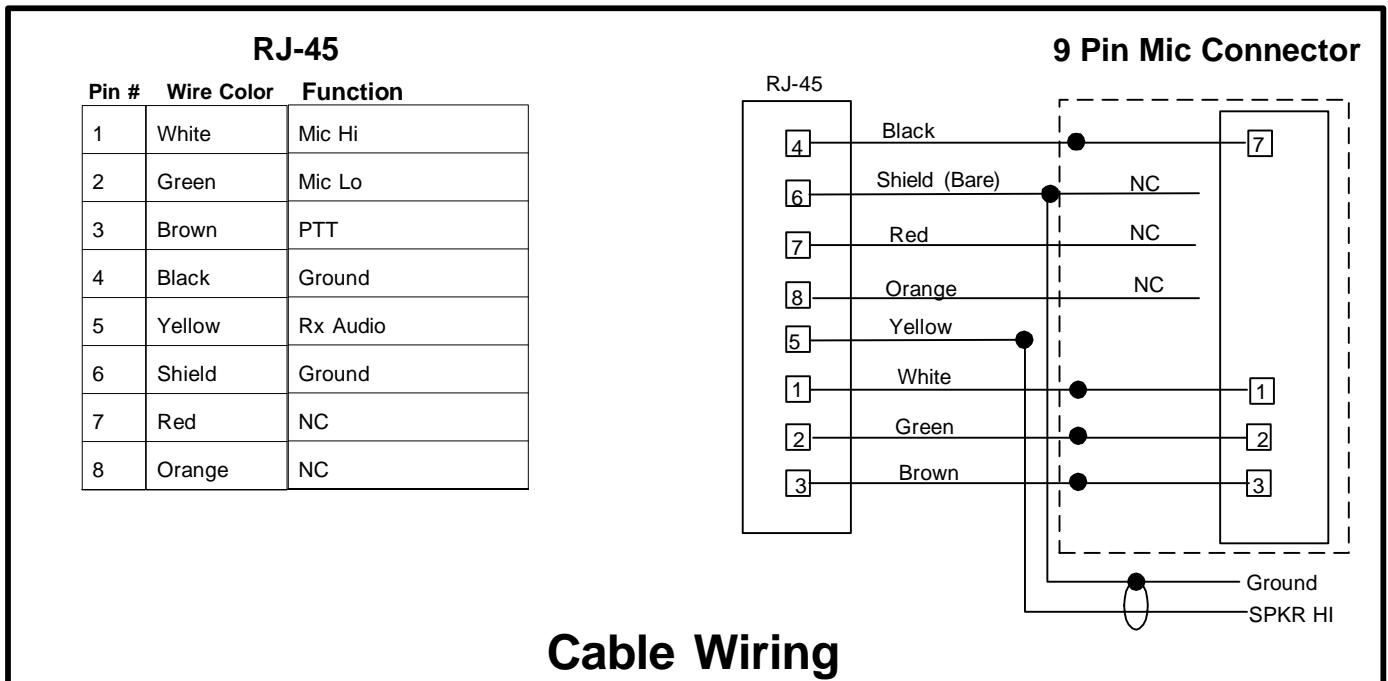 RJ-45
Pin # Wire Color Function
1 White Mic Hi
2 Green Mic Lo
3 Brown PTT
4 Black Ground
5 Yellow Rx Audio
6 Shield Ground
7 Red NC
8 Orange NC
9 Pin Mic Connector
RJ-45
4 Black 7
6 Shield (Bare) NC
7 Red NC
8 Orange NC
5 Yellow
1 White 1
2 Green 2
3 Brown 3
Ground
SPKR HI
Cable Wiring